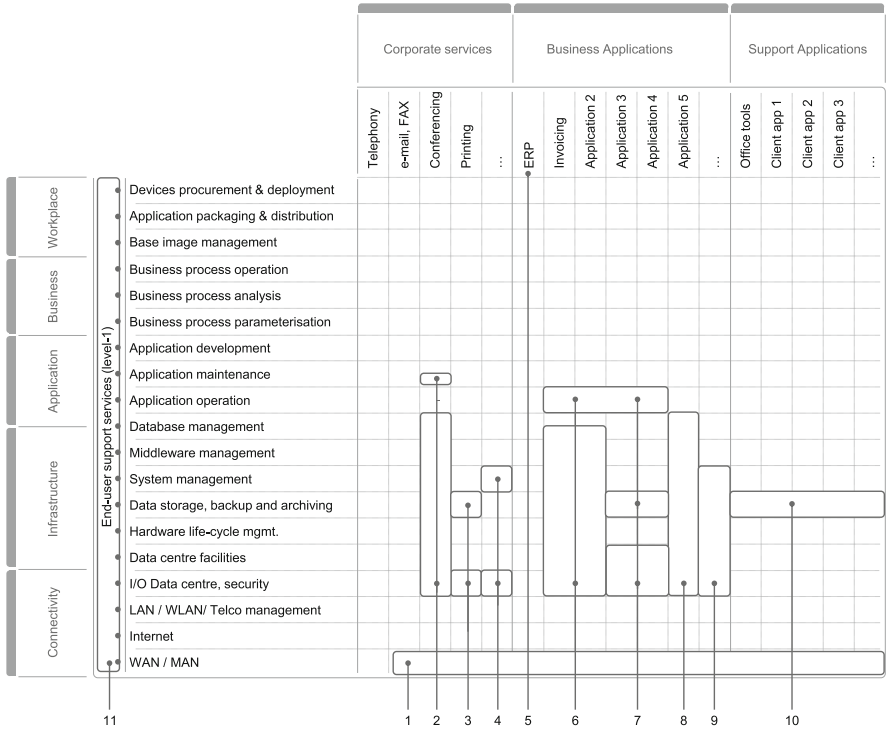 Corporate services
Business Applications
Support Applications
Telephony
e-mail, FAX
Conferencing
Printing
...
ERP
Invoicing
Application 2
Application 3
Application 4
Application 5
...
Office tools
Client app 1
Client app 2
Client app 3
...
Workplace
Business
Application
Infrastructure
Connectivity
End-user support services (level-1)
Devices procurement & deployment
Application packaging & distribution
Base image management
Business process operation
Business process analysis
Business process parameterisation
Application development
Application maintenance
Application operation
Database management
Middleware management
System management
Data storage, backup and archiving
Hardware life-cycle mgmt.
Data centre facilities
I/O Data centre, security
LAN / WLAN/ Telco management
Internet
WAN / MAN
11 1 2 3 4 5 6 7 8 9 10